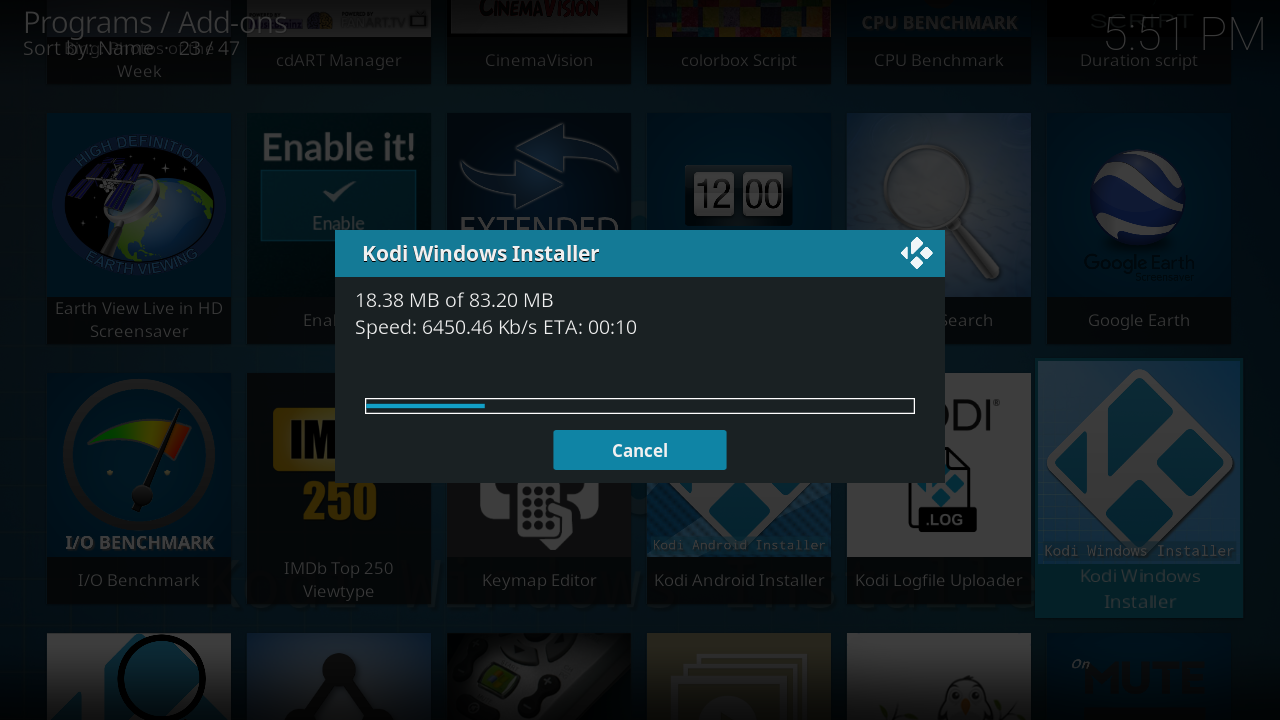 Programs / Add-ons
Sort by: Name · 23 / 47
5:51 PM
Week
cdART Manager
CINEMAVISION
CinemaVision
colorbox Script
CPU BENCHMARK
CPU Benchmark
SCRIPT
Duration script
HIGH DEFINITION
EARTH VIEWING
Earth View Live in HD
Screensaver
Enable it!
Enable
EXTENDED
12 00
Search
Google Earth
Google Earth
Kodi Windows Installer
18.38 MB of 83.20 MB
Speed: 6450.46 Kb/s ETA: 00:10
Cancel
I/O BENCHMARK
I/O Benchmark
IM
250
IMDb Top 250
Viewtype
Keymap Editor
Kodi Android Installer
Kodi Android Installer
.LOG
Kodi Logfile Uploader
Kodi Windows Installer
Kodi Windows
Installer
On
MUTE